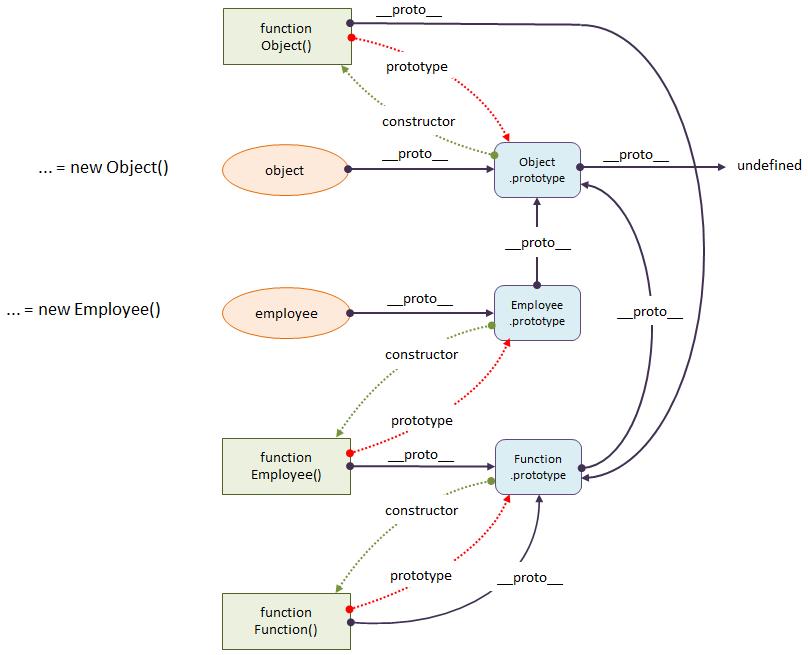 __proto__
function
Object()
prototype
constructor
... = new Object()
object
__proto__
Object
.prototype
__proto__
undefined
__proto__
... = new Employee()
employee
__proto__
Employee
.prototype
__proto__
constructor
prototype
function
Employee()
__proto__
Function
.prototype
constructor
prototype
__proto__
function
Function()